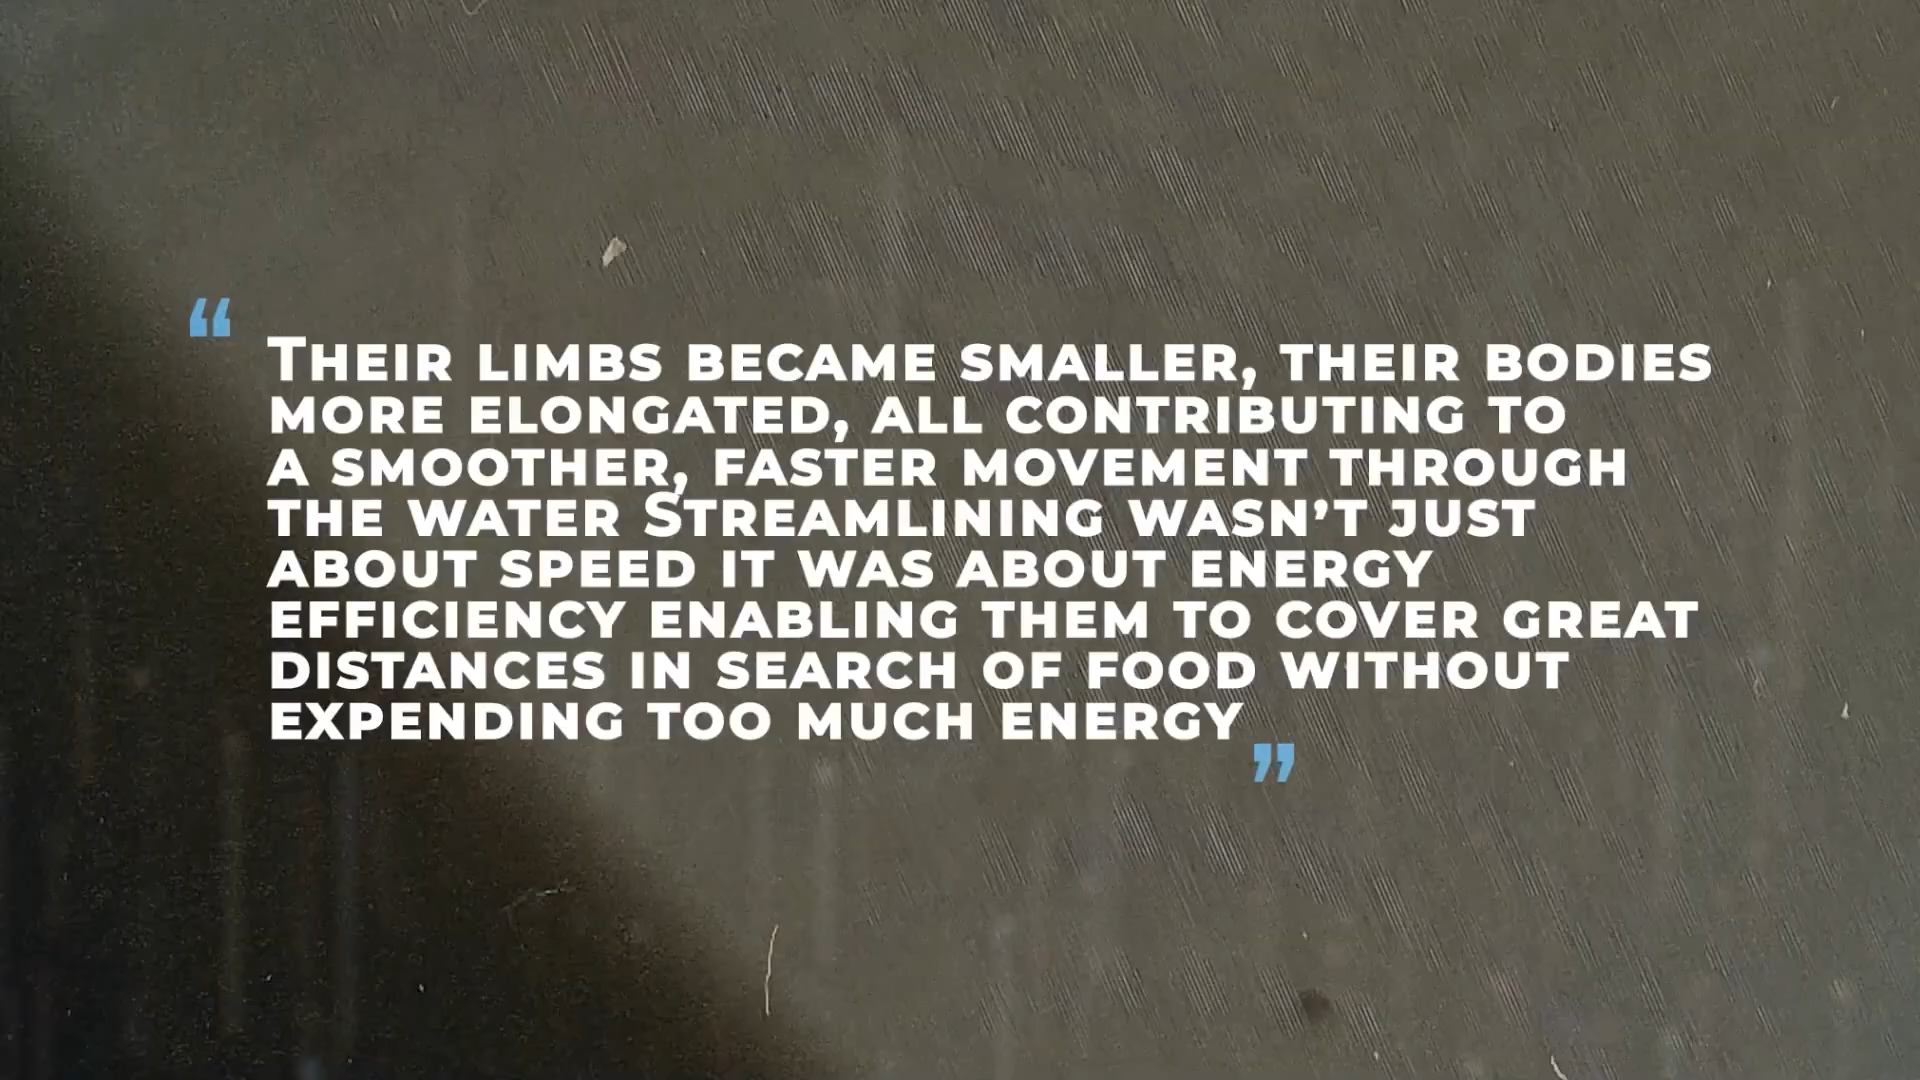 “ Their limbs became smaller, their bodies
more elongated, all contributing to
a smoother, faster movement through
the water Streamlining wasn’t just
about speed it was about energy
efficiency enabling them to cover great
distances in search of food without
expending too much energy ”